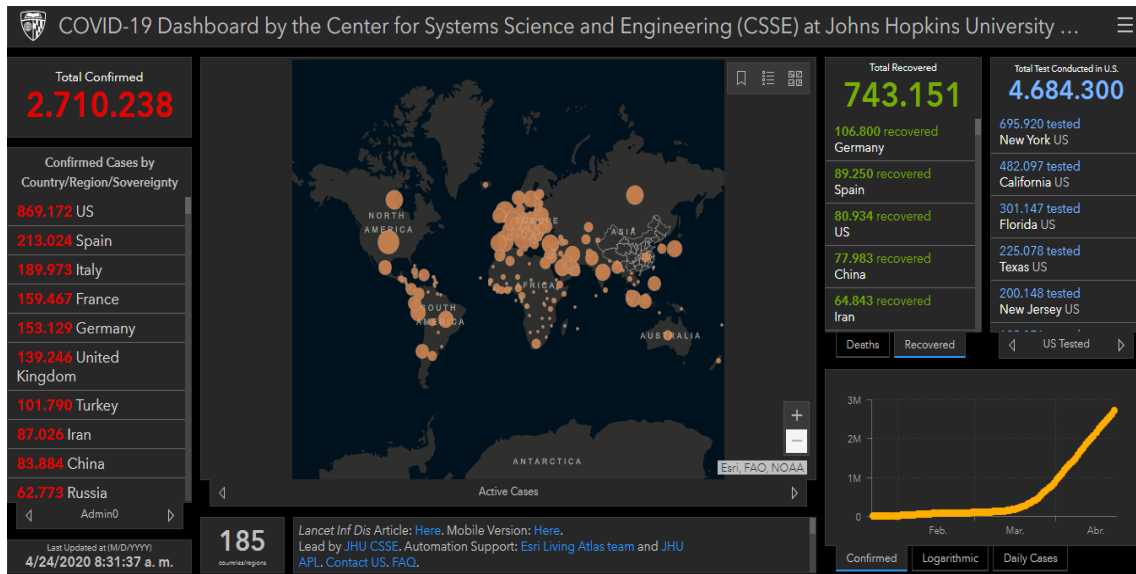 COVID-19 Dashboard by the Center for Systems Science and Engineering (CSSE) at Johns Hopkins University ...
Total Confirmed
2.710.238
Confirmed Cases by
Country/Region/Sovereignty
869.172 US
213.024 Spain
189.973 Italy
159.467 France
153.129 Germany
139.246 United
Kingdom
101.790 Turkey
87.026 Iran
83.884 China
62.773 Russia
Admin0
Last Updated at (M/D/YYYY)
4/24/2020 8:31:37 a. m.
NORTH
AMERICA
SOUTH
AMERICA
EUROPE
AFRICA
ASIA
AUSTRALIA
ANTARCTICA
+
−
Esri, FAO, NOAA
Active Cases
185
countries/regions
Lancet Inf Dis Article: Here. Mobile Version: Here.
Lead by JHU CSSE. Automation Support: Esri Living Atlas team and JHU
APL. Contact US. FAQ.
Total Recovered
743.151
106.800 recovered
Germany
89.250 recovered
Spain
80.934 recovered
US
77.983 recovered
China
64.843 recovered
Iran
Deaths
Recovered
Total Test Conducted in U.S.
4.684.300
695.920 tested
New York US
482.097 tested
California US
301.147 tested
Florida US
225.078 tested
Texas US
200.148 tested
New Jersey US
US Tested
3M
2M
1M
0
Feb.
Mar.
Abr.
Confirmed
Logarithmic
Daily Cases